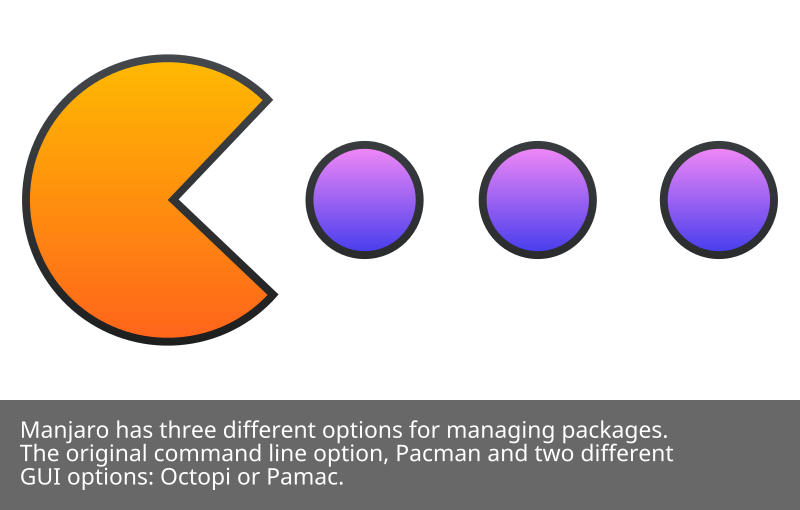 Manjaro has three different options for managing packages.
The original command line option, Pacman and two different
GUI options: Octopi or Pamac.